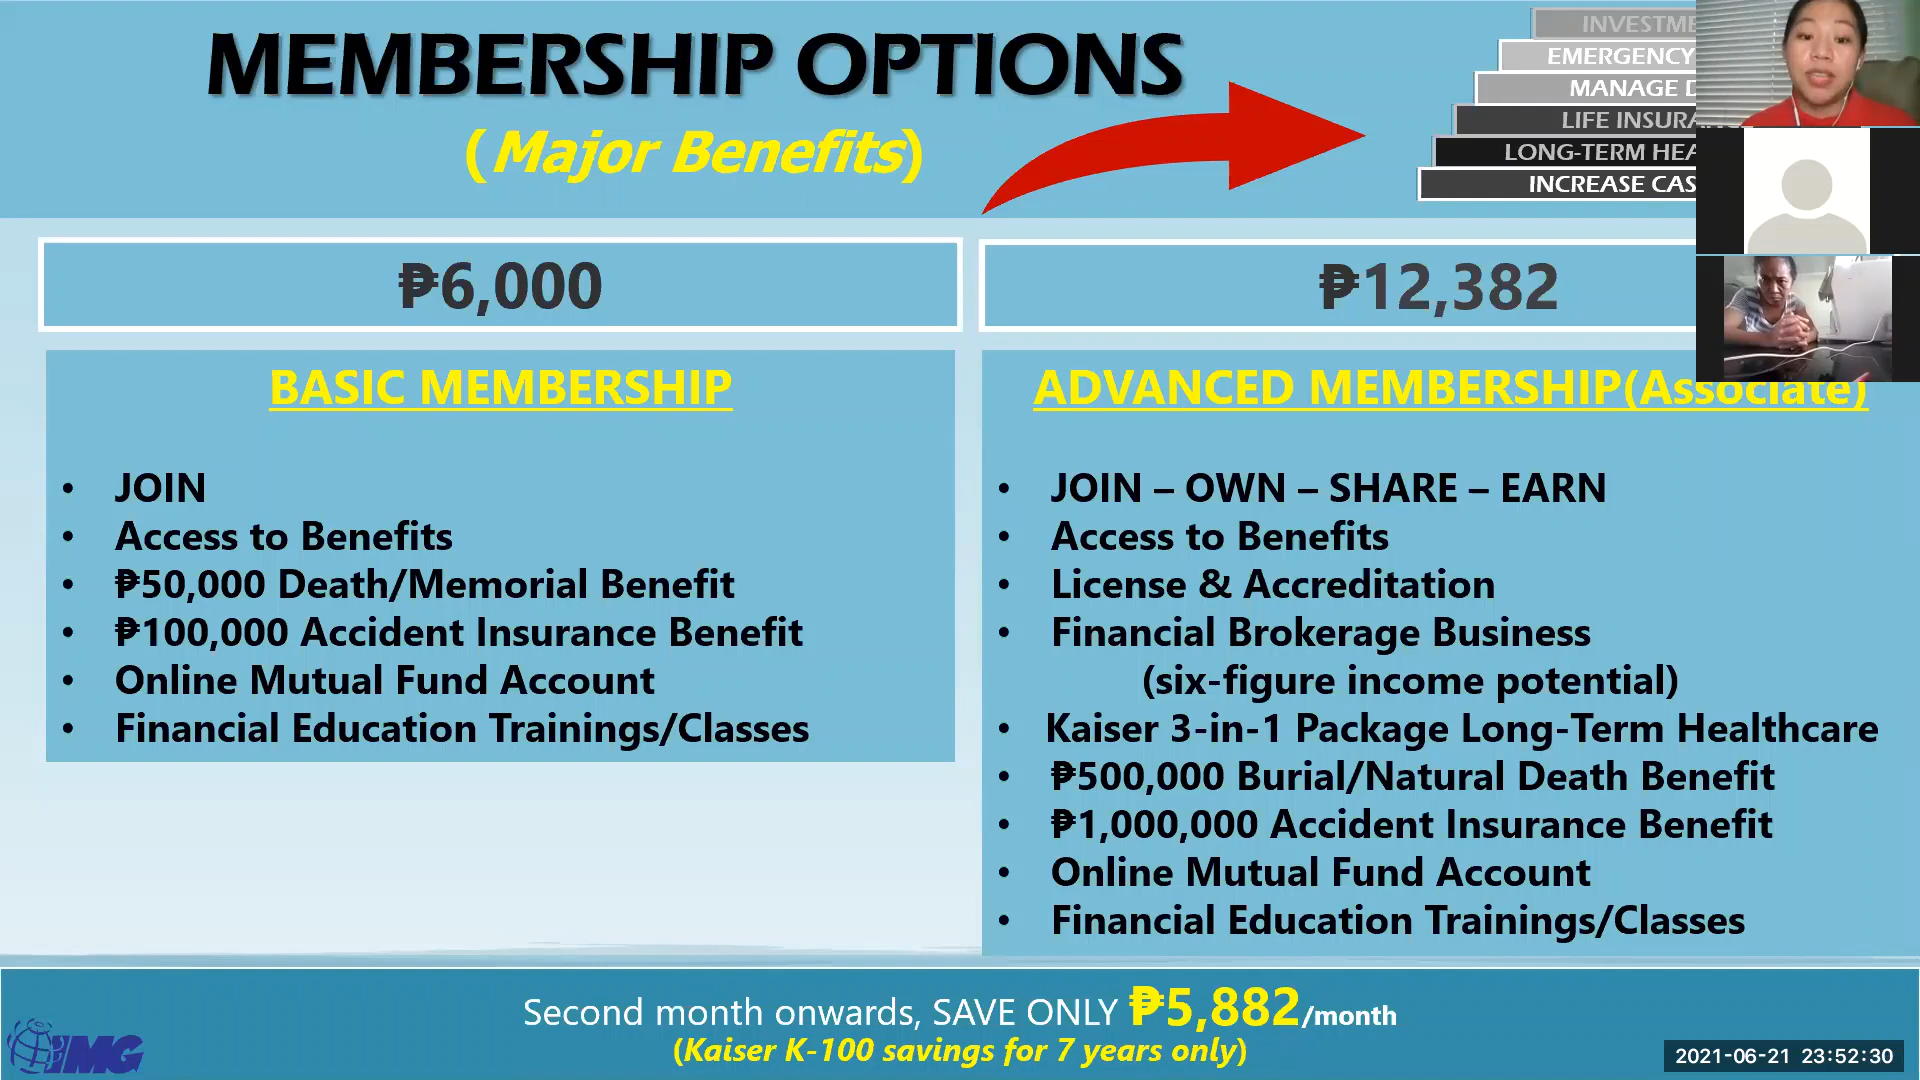 MEMBERSHIP OPTIONS
(Major Benefits)
INVESTME
EMERGENCY
MANAGE D
LIFE INSURA
LONG-TERM HEA
INCREASE CAS
₱6,000
₱12,382
BASIC MEMBERSHIP
• JOIN
• Access to Benefits
• ₱50,000 Death/Memorial Benefit
• ₱100,000 Accident Insurance Benefit
• Online Mutual Fund Account
• Financial Education Trainings/Classes
ADVANCED MEMBERSHIP(Associate)
• JOIN – OWN – SHARE – EARN
• Access to Benefits
• License & Accreditation
• Financial Brokerage Business
(six-figure income potential)
• Kaiser 3-in-1 Package Long-Term Healthcare
• ₱500,000 Burial/Natural Death Benefit
• ₱1,000,000 Accident Insurance Benefit
• Online Mutual Fund Account
• Financial Education Trainings/Classes
Second month onwards, SAVE ONLY ₱5,882/month
(Kaiser K-100 savings for 7 years only)
IMG
2021-06-21 23:52:30